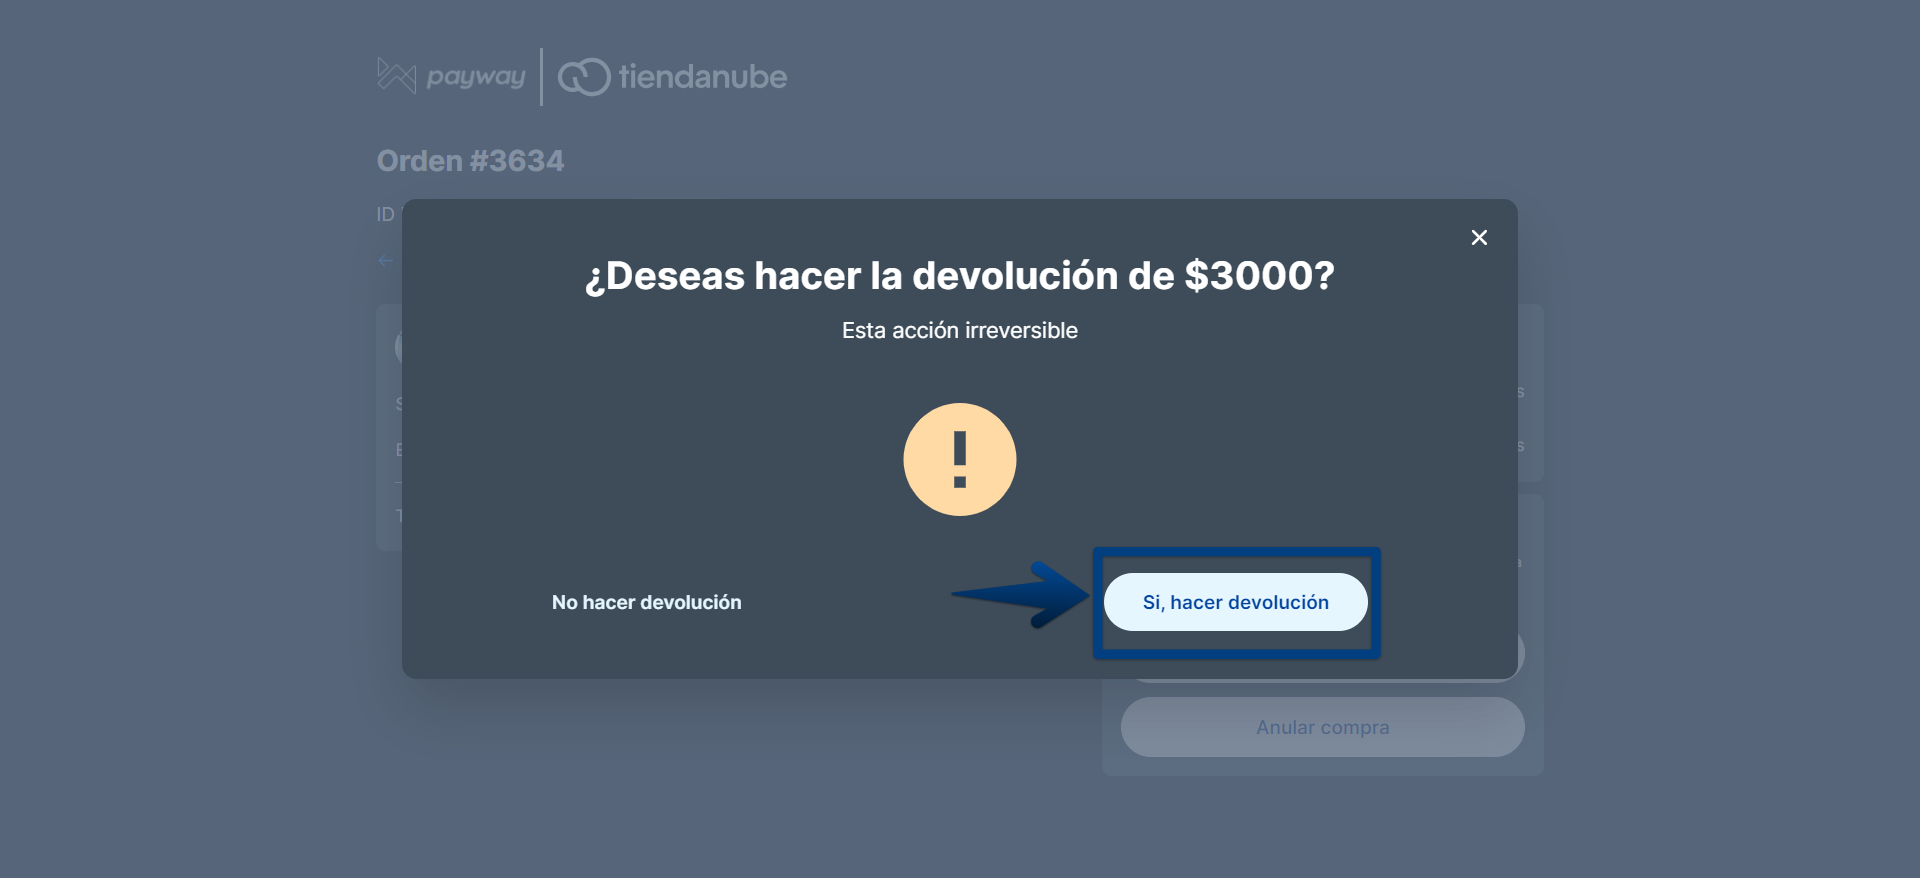 payway | tiendanube
Orden #3634
ID
¿Deseas hacer la devolución de $3000?
Esta acción irreversible
No hacer devolución
Si, hacer devolución
Anular compra